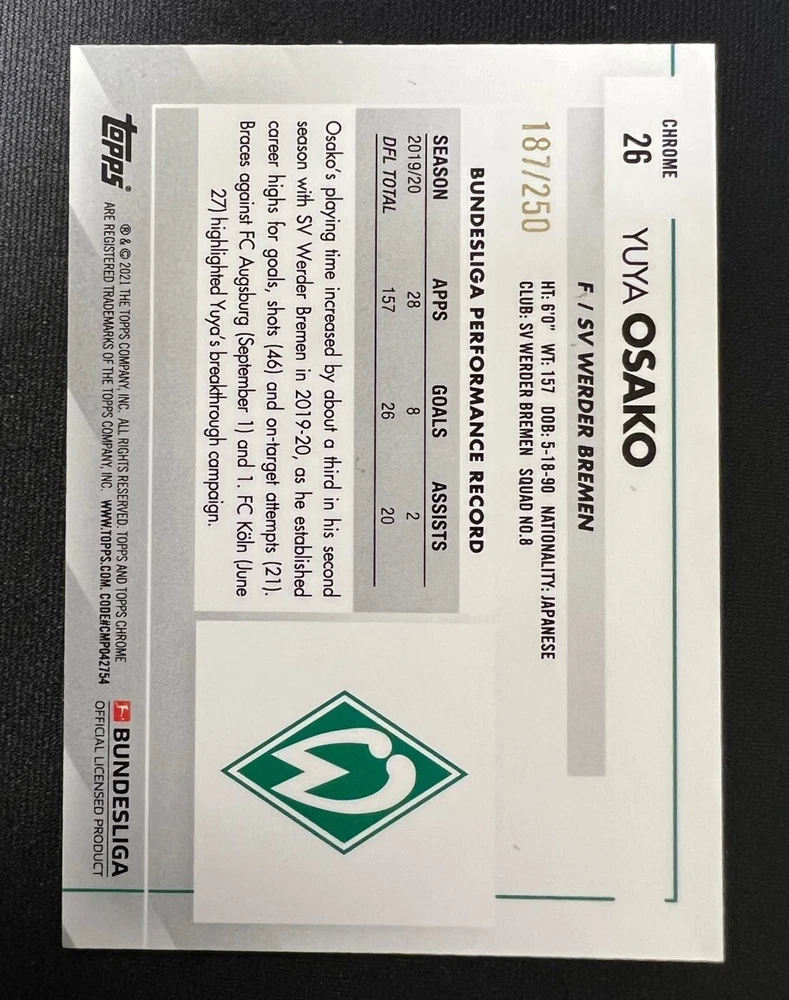 CHROME
26
YUYA OSAKO
F / SV WERDER BREMEN
187/250
HT: 6'0" WT: 157 DOB: 5-18-90 NATIONALITY: JAPANESE
CLUB: SV WERDER BREMEN SQUAD NO.8
BUNDESLIGA PERFORMANCE RECORD
SEASON APPS GOALS ASSISTS
2019/20 28 8 2
DFL TOTAL 157 26 20
Osako's playing time increased by about a third in his second
season with SV Werder Bremen in 2019-20, as he established
career highs for goals, shots (46) and on-target attempts (21).
Braces against FC Augsburg (September 1) and 1. FC Köln (June
27) highlighted Yuya's breakthrough campaign.
topps®
® & © 2021 THE TOPPS COMPANY, INC. ALL RIGHTS RESERVED. TOPPS AND TOPPS CHROME
ARE REGISTERED TRADEMARKS OF THE TOPPS COMPANY, INC. WWW.TOPPS.COM. CODE#CMP042754
BUNDESLIGA
OFFICIAL LICENSED PRODUCT
W